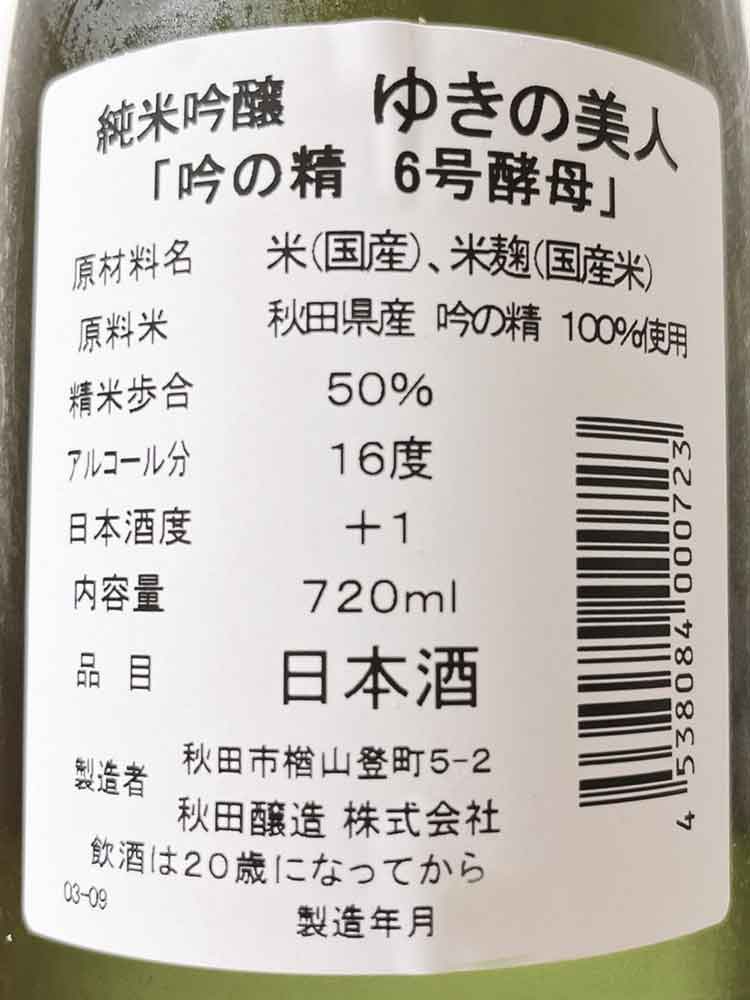 純米吟醸 ゆきの美人
「吟の精 6号酵母」
原材料名 米(国産)、米麹(国産米)
原料米 秋田県産 吟の精 100%使用
精米歩合 50%
アルコール分 16度
日本酒度 +1
内容量 720ml
品目 日本酒
製造者 秋田市楢山登町5-2
秋田醸造 株式会社
飲酒は20歳になってから
03-09
製造年月
4538084000723